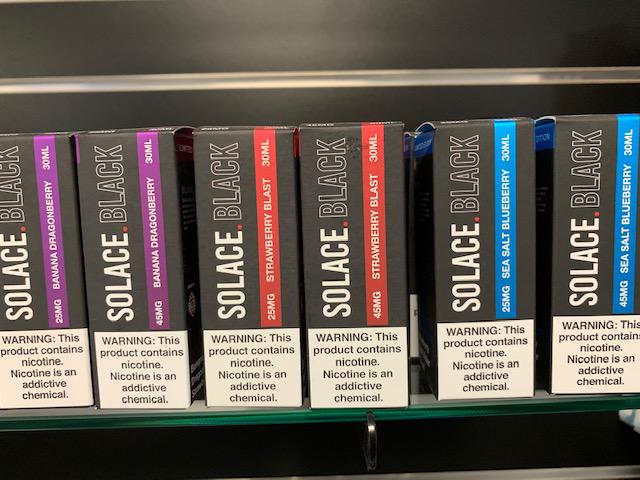 SOLACE.BLACK
25MG BANANA DRAGONBERRY 30ML
WARNING: This
product contains
nicotine.
Nicotine is an
addictive
chemical.
SOLACE.BLACK
45MG BANANA DRAGONBERRY 30ML
WARNING: This
product contains
nicotine.
Nicotine is an
addictive
chemical.
SOLACE.BLACK
25MG STRAWBERRY BLAST 30ML
WARNING: This
product contains
nicotine.
Nicotine is an
addictive
chemical.
SOLACE.BLACK
45MG STRAWBERRY BLAST 30ML
WARNING: This
product contains
nicotine.
Nicotine is an
addictive
chemical.
SOLACE.BLACK
25MG SEA SALT BLUEBERRY 30ML
WARNING: This
product contains
nicotine.
Nicotine is an
addictive
chemical.
SOLACE.BLACK
45MG SEA SALT BLUEBERRY 30ML
WARNING: This
product contains
nicotine.
Nicotine is an
addictive
chemical.